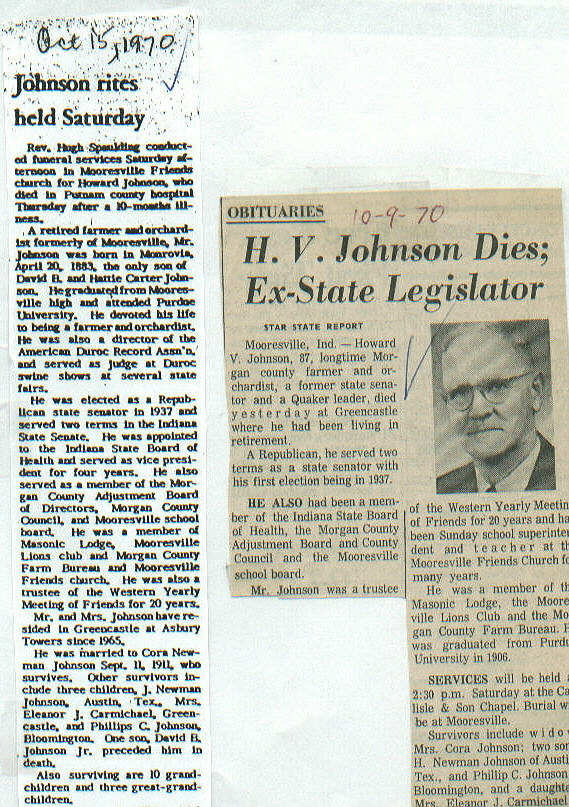 Oct 15, 1970
Johnson rites
held Saturday
Rev. Hugh Spaulding conduct-
ed funeral services Saturday af-
ternoon in Mooresville Friends
church for Howard Johnson, who
died in Putnam county hospital
Thursday after a 10-months ill-
ness.
A retired farmer and orchard-
ist formerly of Mooresville, Mr.
Johnson was born in Monrovia,
April 20, 1883, the only son of
David B. and Hattie Carter John-
son. He graduated from Moores-
ville high and attended Purdue
University. He devoted his life
to being a farmer and orchardist.
He was also a director of the
American Duroc Record Assn'n.
and served as judge at Duroc
swine shows at several state
fairs.
He was elected as a Repub-
lican state senator in 1937 and
served two terms in the Indiana
State Senate. He was appointed
to the Indiana State Board of
Health and served as vice presi-
dent for four years. He also
served as a member of the Mor-
gan County Adjustment Board
of Directors, Morgan County
Council, and Mooresville school
board. He was a member of
Masonic Lodge, Mooresville
Lions club and Morgan County
Farm Bureau and Mooresville
Friends church. He was also a
trustee of the Western Yearly
Meeting of Friends for 20 years.
Mr. and Mrs. Johnson have re-
sided in Greencastle at Asbury
Towers since 1965.
He was married to Cora New-
man Johnson Sept. 11, 1911, who
survives. Other survivors in-
clude three children, J. Newman
Johnson, Austin, Tex., Mrs.
Eleanor J. Carmichael, Green-
castle, and Phillips C. Johnson,
Bloomington. One son, David B.
Johnson Jr. preceded him in
death.
Also surviving are 10 grand-
children and three great-grand-
children.
OBITUARIES
10-9-70
H. V. Johnson Dies;
Ex-State Legislator
STAR STATE REPORT
Mooresville, Ind. — Howard
V. Johnson, 87, longtime Mor-
gan county farmer and or-
chardist, a former state sena-
tor and a Quaker leader, died
yesterday at Greencastle
where he had been living in
retirement.
A Republican, he served two
terms as a state senator with
his first election being in 1937.
HE ALSO had been a mem-
ber of the Indiana State Board
of Health, the Morgan County
Adjustment Board and County
Council and the Mooresville
school board.
Mr. Johnson was a trustee
of the Western Yearly Meetin
of Friends for 20 years and ha
been Sunday school superinten
dent and teacher at th
Mooresville Friends Church fo
many years.
He was a member of th
Masonic Lodge, the Moore
ville Lions Club and the Mo
gan County Farm Bureau. H
was graduated from Purdu
University in 1906.
SERVICES will be held a
2:30 p.m. Saturday at the Ca
lisle & Son Chapel. Burial w
be at Mooresville.
Survivors include widow
Mrs. Cora Johnson; two son
H. Newman Johnson of Austi
Tex., and Phillip C. Johnson
Bloomington, and a daughte
Mrs. Eleanor J. Carmichael